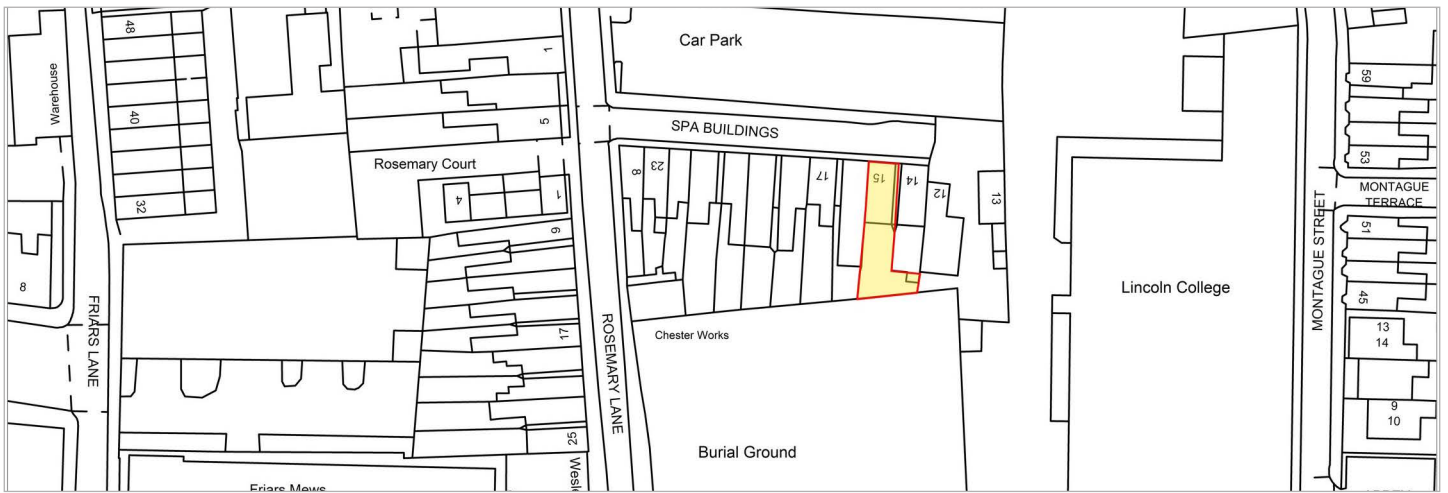 48
Warehouse
40
32
8
FRIARS LANE
Rosemary Court
1
5
4
1
6
17
25
ROSEMARY LANE
Friars Mews
Car Park
SPA BUILDINGS
8
23
17
15
14
12
13
Chester Works
Burial Ground
Lincoln College
MONTAGUE STREET
59
53
MONTAGUE
TERRACE
51
45
13
14
9
10